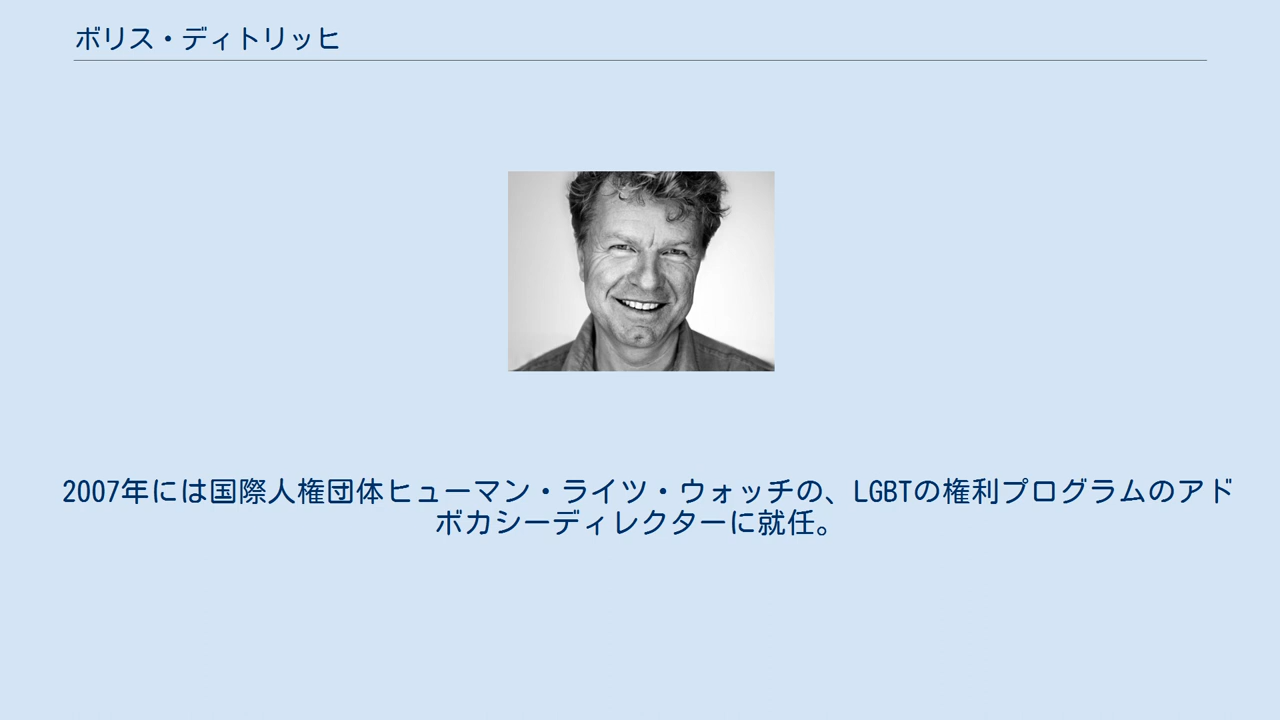 ボリス・ディトリッヒ
2007年には国際人権団体ヒューマン・ライツ・ウォッチの、LGBTの権利プログラムのアド
ボカシーディレクターに就任。